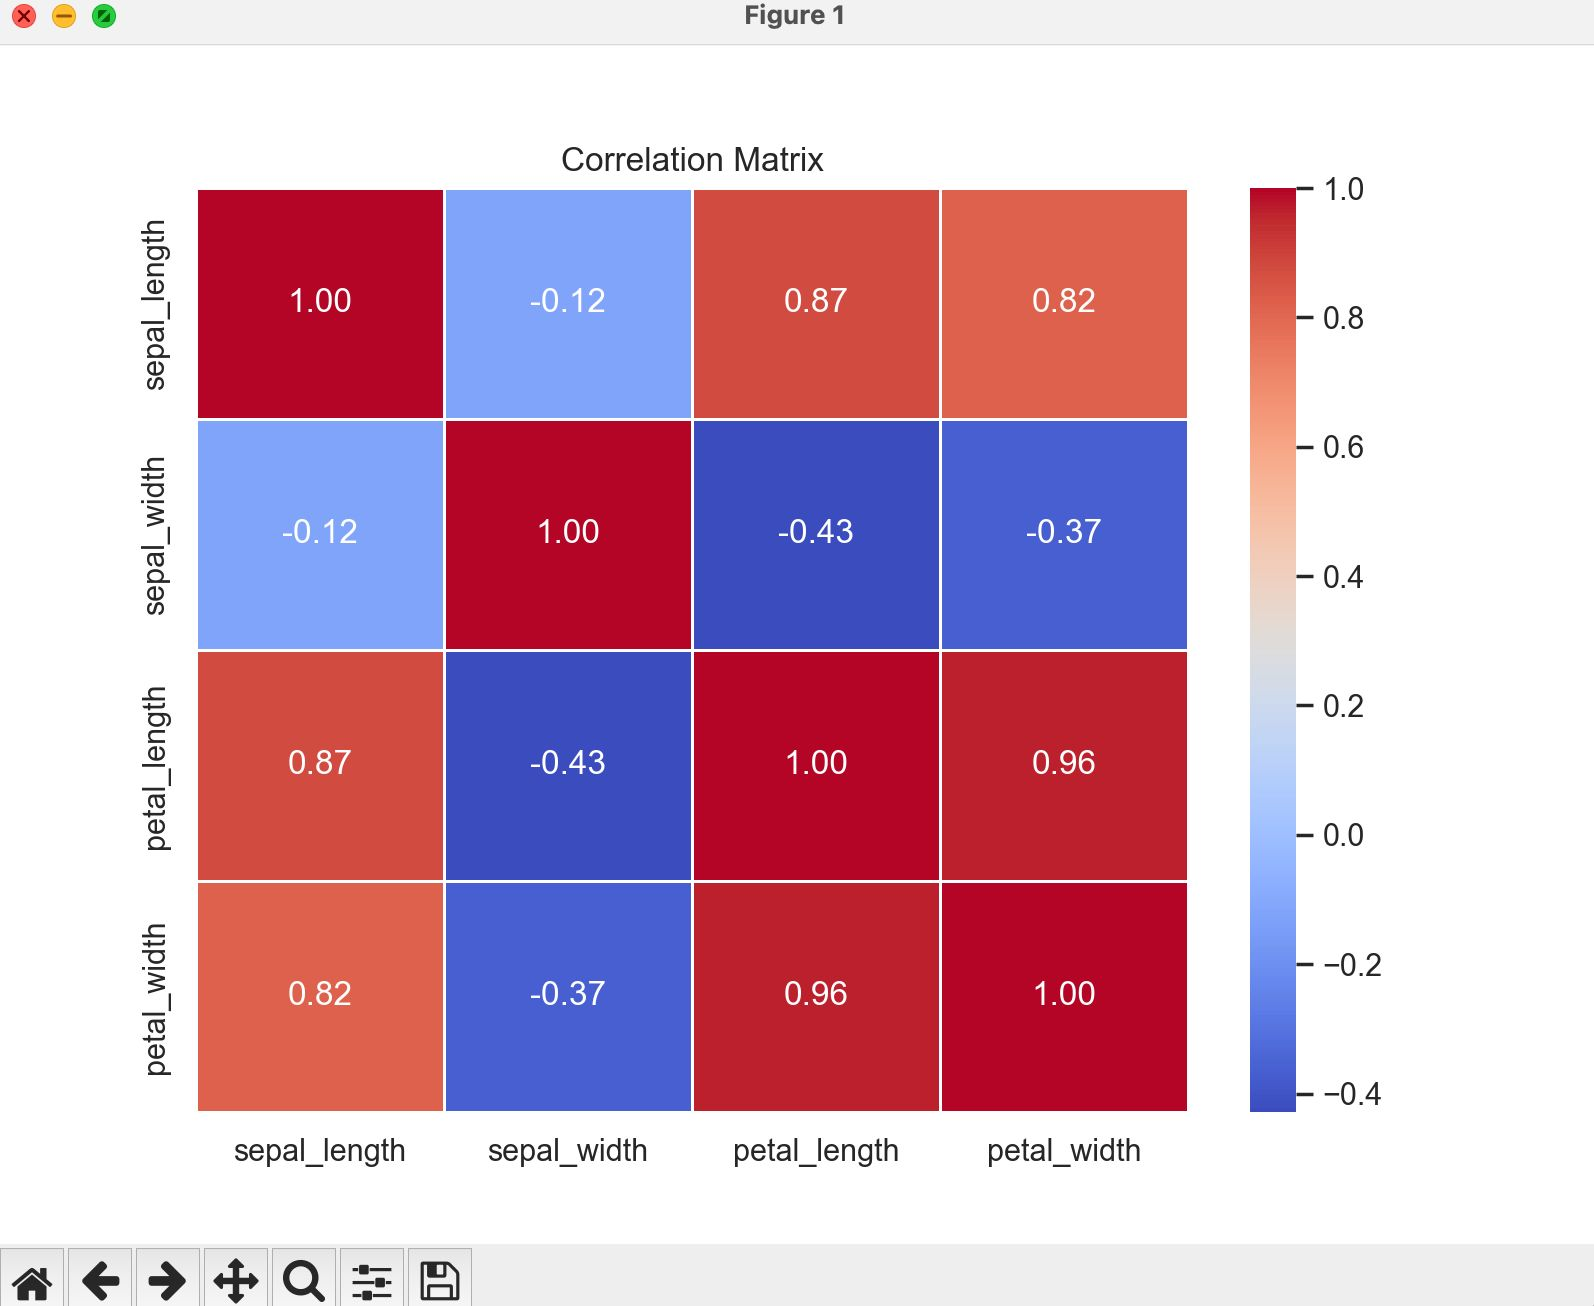 Figure 1
Correlation Matrix
sepal_length
1.00
-0.12
0.87
0.82
sepal_width
-0.12
1.00
-0.43
-0.37
petal_length
0.87
-0.43
1.00
0.96
petal_width
0.82
-0.37
0.96
1.00
sepal_length
sepal_width
petal_length
petal_width
1.0
0.8
0.6
0.4
0.2
0.0
−0.2
−0.4